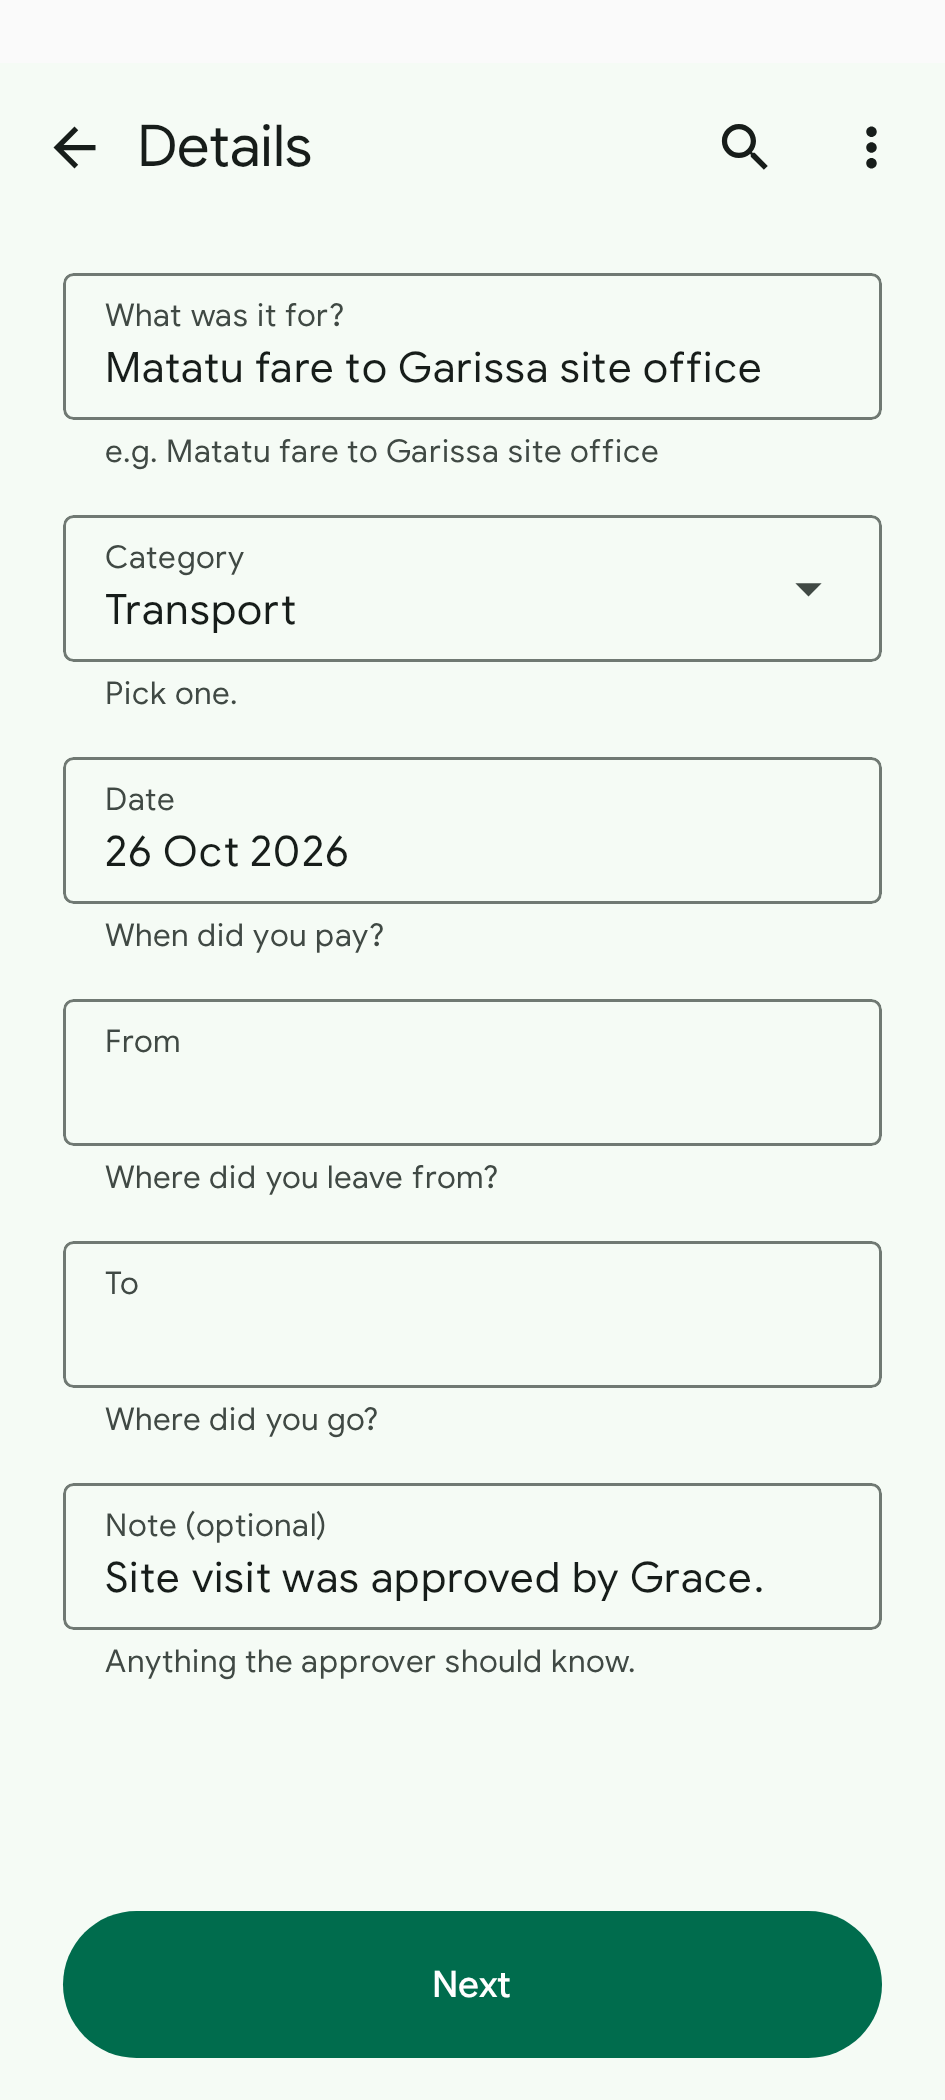 Details
What was it for?
Matatu fare to Garissa site office
e.g. Matatu fare to Garissa site office
Category
Transport
Pick one.
Date
26 Oct 2026
When did you pay?
From
Where did you leave from?
To
Where did you go?
Note (optional)
Site visit was approved by Grace.
Anything the approver should know.
Next